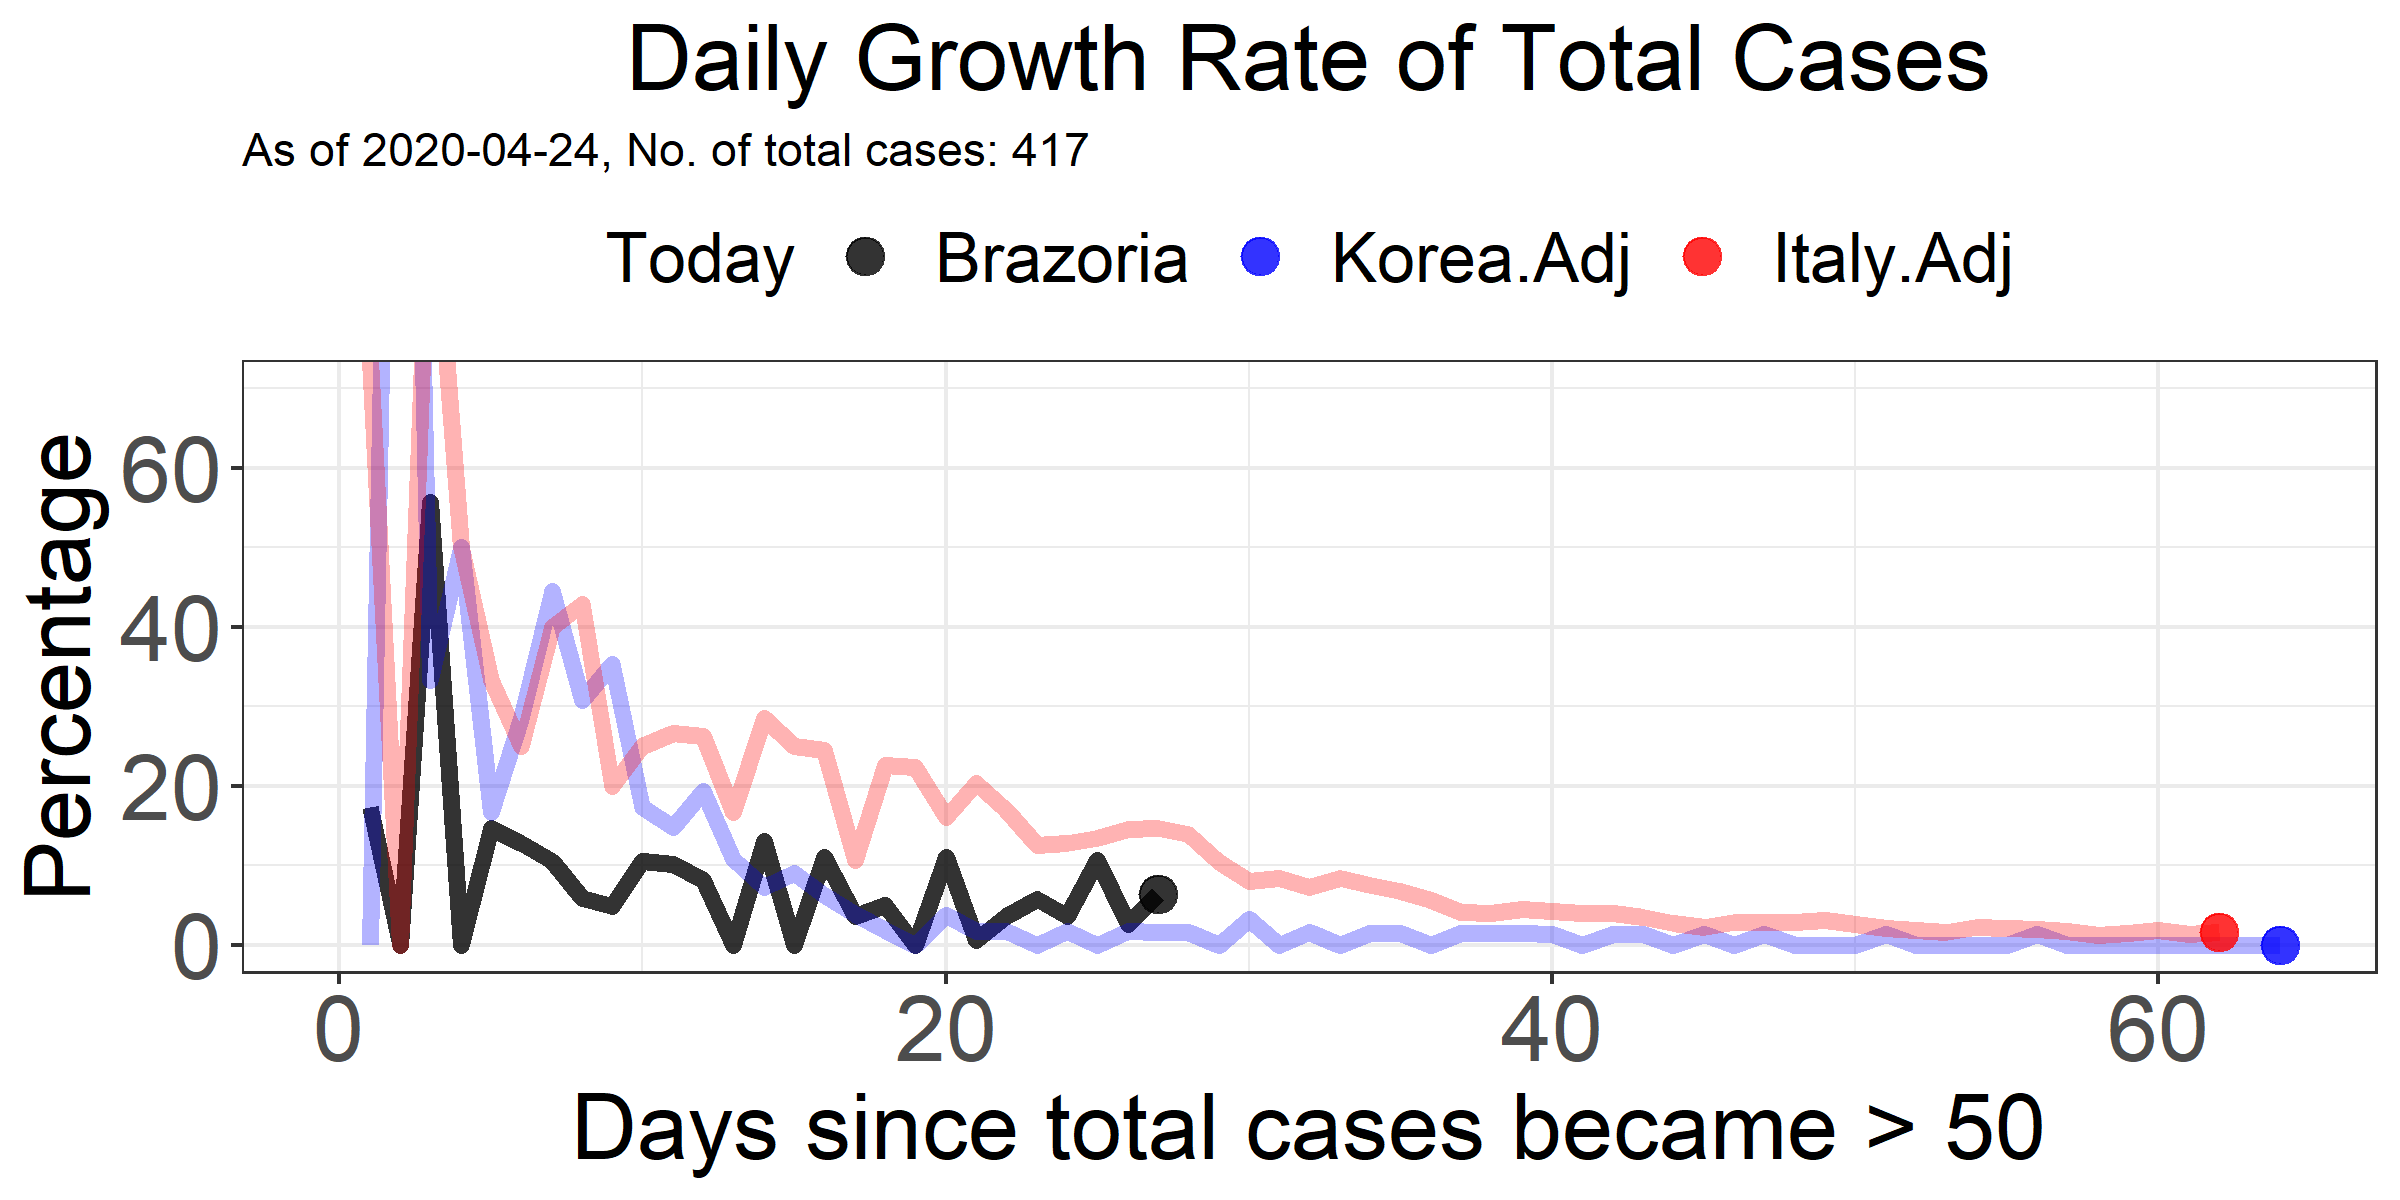 Daily Growth Rate of Total Cases
As of 2020-04-24, No. of total cases: 417
Today Brazoria Korea.Adj Italy.Adj
Percentage
60
40
20
0
0 20 40 60
Days since total cases became > 50